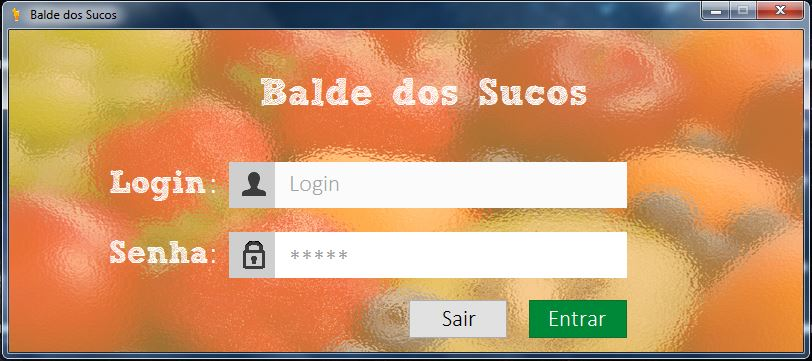 Balde dos Sucos
Balde dos Sucos
Login: Login
Senha: *****
Sair Entrar